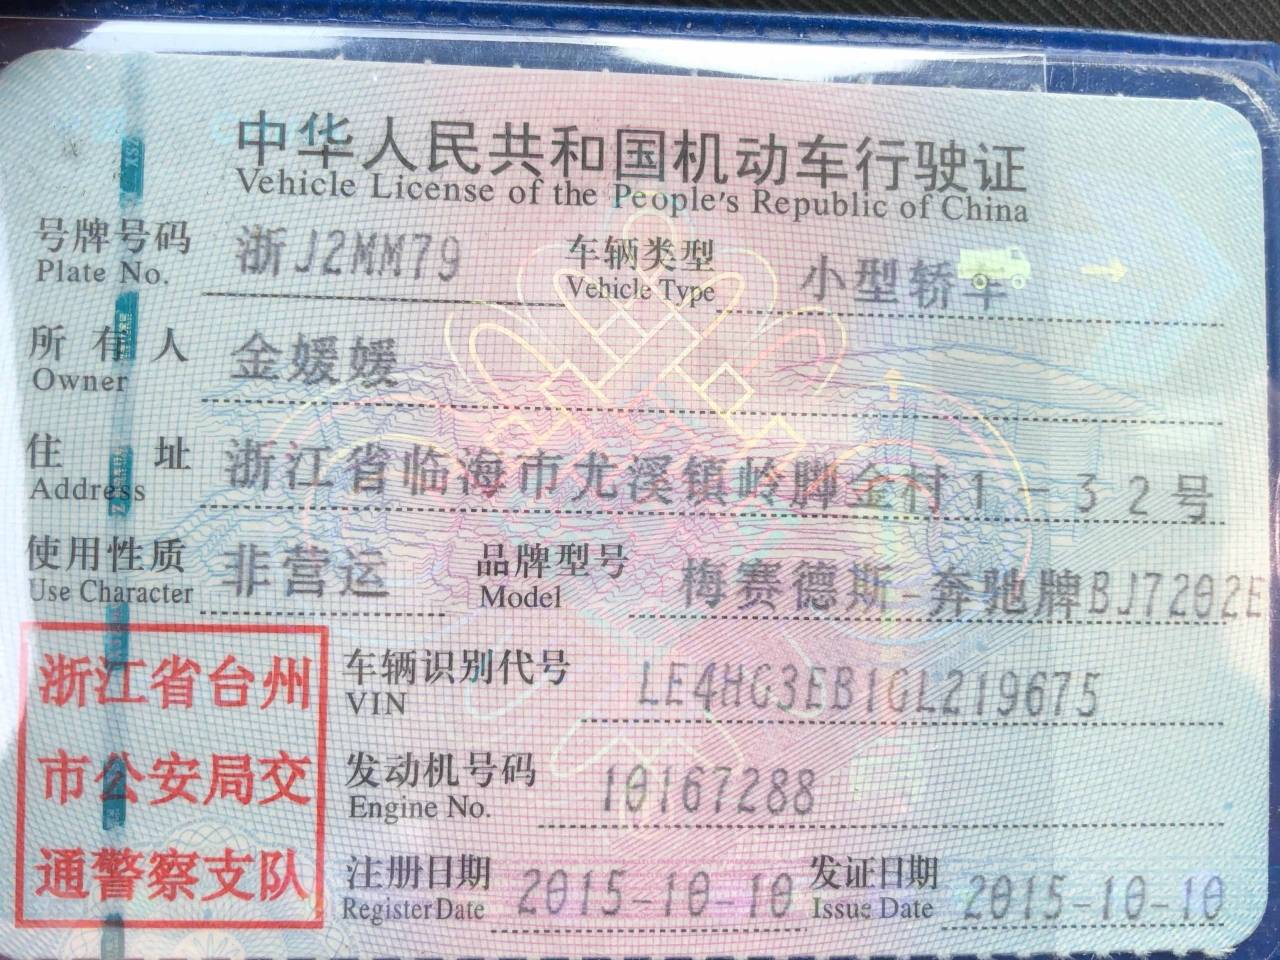 中华人民共和国机动车行驶证
Vehicle License of the People's Republic of China
号牌号码 浙J2MM79 车辆类型 小型轿车
Plate No. Vehicle Type
所有人 金媛媛
Owner
住址 浙江省临海市尤溪镇岭脚金村1-32号
Address
使用性质 非营运 品牌型号 梅赛德斯-奔驰牌BJ7202E
Use Character Model
浙江省台州
市公安局交
通警察支队
车辆识别代号 LE4HG3EB1GL219675
VIN
发动机号码 10167288
Engine No.
注册日期 2015-10-10 发证日期 2015-10-10
Register Date Issue Date